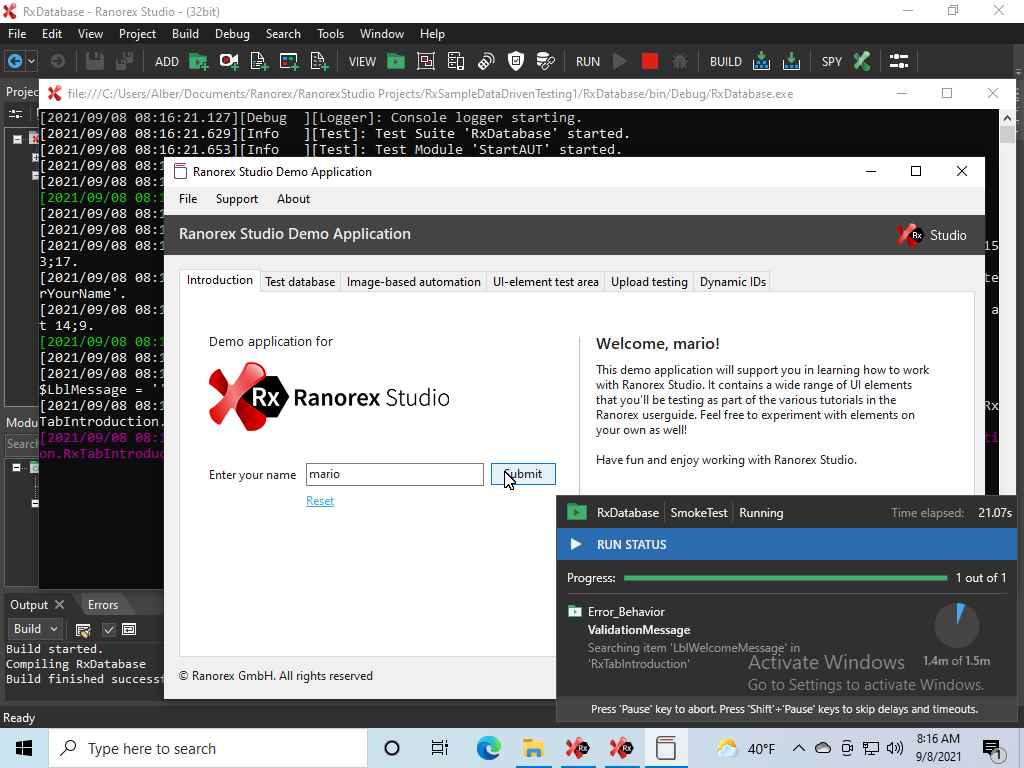 RxDatabase - Ranorex Studio - (32bit)
File Edit View Project Build Debug Search Tools Window Help
ADD VIEW RUN BUILD SPY
Projec
file:///C:/Users/Alber/Documents/Ranorex/RanorexStudio Projects/RxSampleDataDrivenTesting1/RxDatabase/bin/Debug/RxDatabase.exe
[2021/09/08 08:16:21.127][Debug ][Logger]: Console logger starting.
[2021/09/08 08:16:21.629][Info ][Test]: Test Suite 'RxDatabase' started.
[2021/09/08 08:16:21.653][Info ][Test]: Test Module 'StartAUT' started.
[2021/09/08 08:1
[2021/09/08 08:1
[2021/09/08 08:1
[2021/09/08 08:1
[2021/09/08 08:1
[2021/09/08 08:1 15
3;17.
[2021/09/08 08:1 te
rYourName'.
[2021/09/08 08:1 a
t 14;9.
[2021/09/08 08:1
[2021/09/08 08:1
[2021/09/08 08:1
$LblMessage = '
[2021/09/08 08:1 Rx
TabIntroduction.
[2021/09/08 08:1 ti
on.RxTabIntroduc
Ranorex Studio Demo Application
File Support About
Ranorex Studio Demo Application
Rx Studio
Introduction Test database Image-based automation UI-element test area Upload testing Dynamic IDs
Demo application for
Rx Ranorex Studio
Enter your name mario Submit
Reset
Welcome, mario!
This demo application will support you in learning how to work
with Ranorex Studio. It contains a wide range of UI elements
that you'll be testing as part of the various tutorials in the
Ranorex userguide. Feel free to experiment with elements on
your own as well!
Have fun and enjoy working with Ranorex Studio.
© Ranorex GmbH. All rights reserved
RxDatabase SmokeTest Running Time elapsed: 21.07s
RUN STATUS
Progress: 1 out of 1
Error_Behavior
ValidationMessage
Searching item 'LblWelcomeMessage' in
'RxTabIntroduction'
1.4m of 1.5m
Activate Windows
Go to Settings to activate Windows.
Press 'Pause' key to abort. Press 'Shift'+'Pause' keys to skip delays and timeouts.
Modu
Search
Output Errors
Build
Build started.
Compiling RxDatabase
Build finished successf
Ready
Type here to search
Rx Rx
40°F
8:16 AM
9/8/2021
1